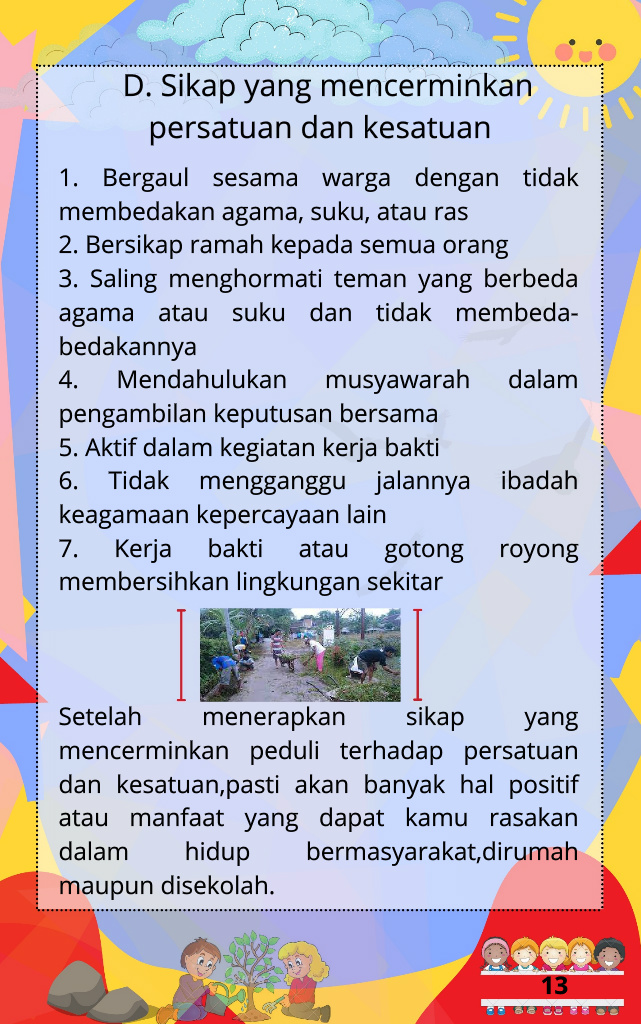 D. Sikap yang mencerminkan
persatuan dan kesatuan
1. Bergaul sesama warga dengan tidak
membedakan agama, suku, atau ras
2. Bersikap ramah kepada semua orang
3. Saling menghormati teman yang berbeda
agama atau suku dan tidak membeda-
bedakannya
4. Mendahulukan musyawarah dalam
pengambilan keputusan bersama
5. Aktif dalam kegiatan kerja bakti
6. Tidak mengganggu jalannya ibadah
keagamaan kepercayaan lain
7. Kerja bakti atau gotong royong
membersihkan lingkungan sekitar
Setelah menerapkan sikap yang
mencerminkan peduli terhadap persatuan
dan kesatuan,pasti akan banyak hal positif
atau manfaat yang dapat kamu rasakan
dalam hidup bermasyarakat,dirumah
maupun disekolah.
13